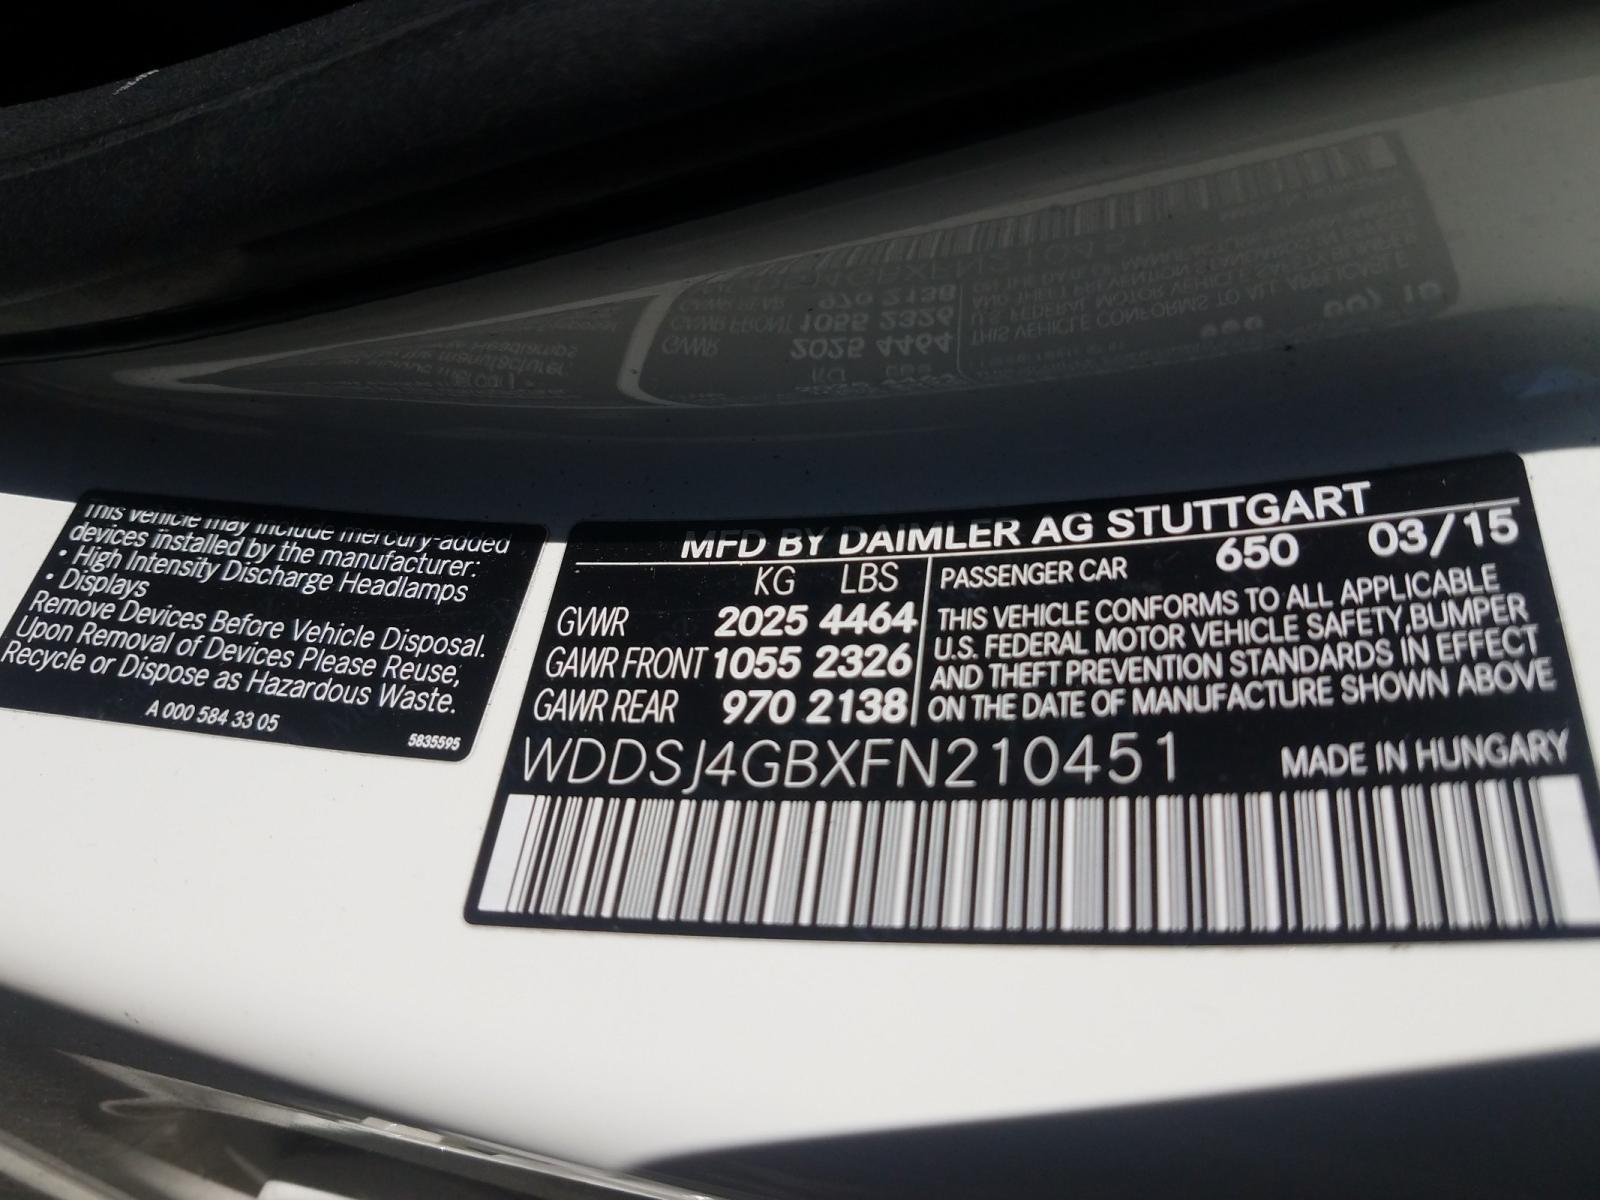 This vehicle may include mercury-added
devices installed by the manufacturer:
• High Intensity Discharge Headlamps
• Displays
Remove Devices Before Vehicle Disposal.
Upon Removal of Devices Please Reuse,
Recycle or Dispose as Hazardous Waste.
A 000 584 33 05
5835595
MFD BY DAIMLER AG STUTTGART
KG LBS
GVWR 2025 4464
GAWR FRONT 1055 2326
GAWR REAR 970 2138
PASSENGER CAR 650 03/15
THIS VEHICLE CONFORMS TO ALL APPLICABLE
U.S. FEDERAL MOTOR VEHICLE SAFETY,BUMPER
AND THEFT PREVENTION STANDARDS IN EFFECT
ON THE DATE OF MANUFACTURE SHOWN ABOVE
WDDSJ4GBXFN210451 MADE IN HUNGARY